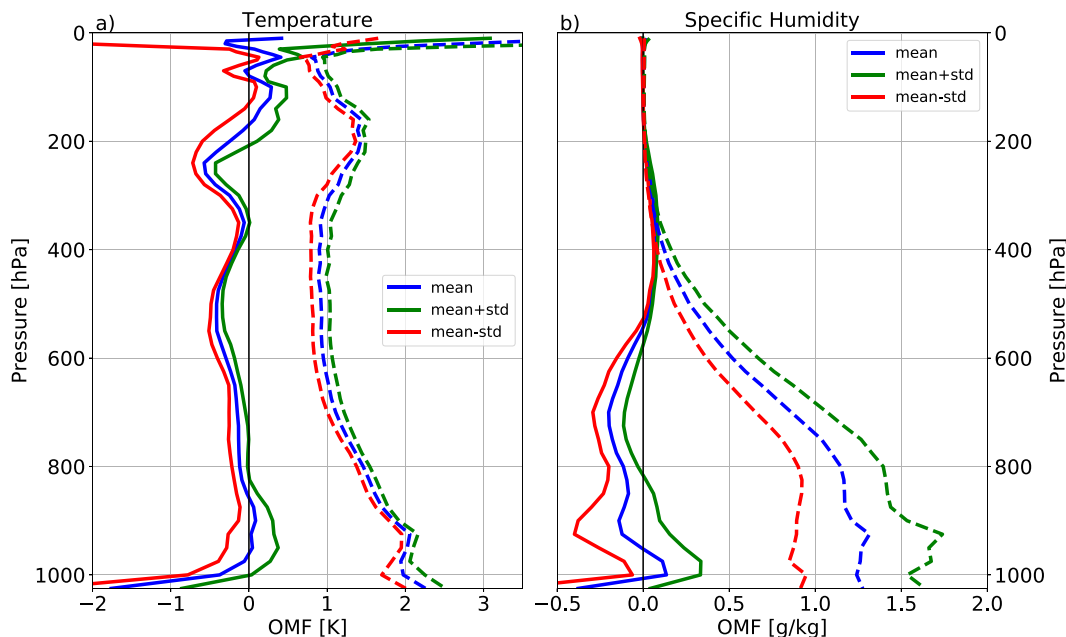 a) Temperature
b) Specific Humidity
0
200
400
600
800
1000
Pressure [hPa]
mean
mean+std
mean-std
−2
−1
0
1
2
3
OMF [K]
mean
mean+std
mean-std
0
200
400
600
800
1000
Pressure [hPa]
−0.5
0.0
0.5
1.0
1.5
2.0
OMF [g/kg]